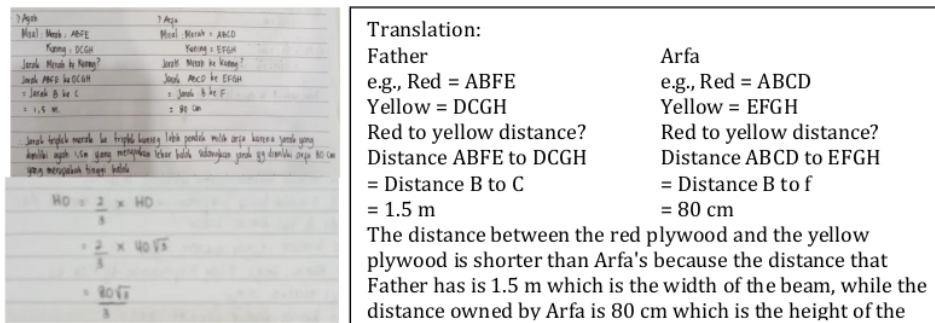 ? Ayah
Misal : Merah : ABFE
Kuning : DCGH
Jarak Merah ke Kuning?
Jarak ABFE ke DCGH
= Jarak B ke C
= 1,5 m
? Arfa
Misal : Merah = ABCD
Kuning = EFGH
Jarak Merah ke Kuning?
Jarak ABCD ke EFGH
= Jarak B ke F
= 80 cm
Jarak triplek merah ke triplek kuning lebih pendek milik arfa karena jarak yang
dimiliki ayah 1,5m yang merupakan lebar balok sedangkan jarak yg dimiliki arfa 80 cm
yang merupakan tinggi balok
HO = 2/3 × HD
= 2/3 × 40√3
= 80√3/3
Translation:
Father
e.g., Red = ABFE
Yellow = DCGH
Red to yellow distance?
Distance ABFE to DCGH
= Distance B to C
= 1.5 m
Arfa
e.g., Red = ABCD
Yellow = EFGH
Red to yellow distance?
Distance ABCD to EFGH
= Distance B to f
= 80 cm
The distance between the red plywood and the yellow
plywood is shorter than Arfa's because the distance that
Father has is 1.5 m which is the width of the beam, while the
distance owned by Arfa is 80 cm which is the height of the